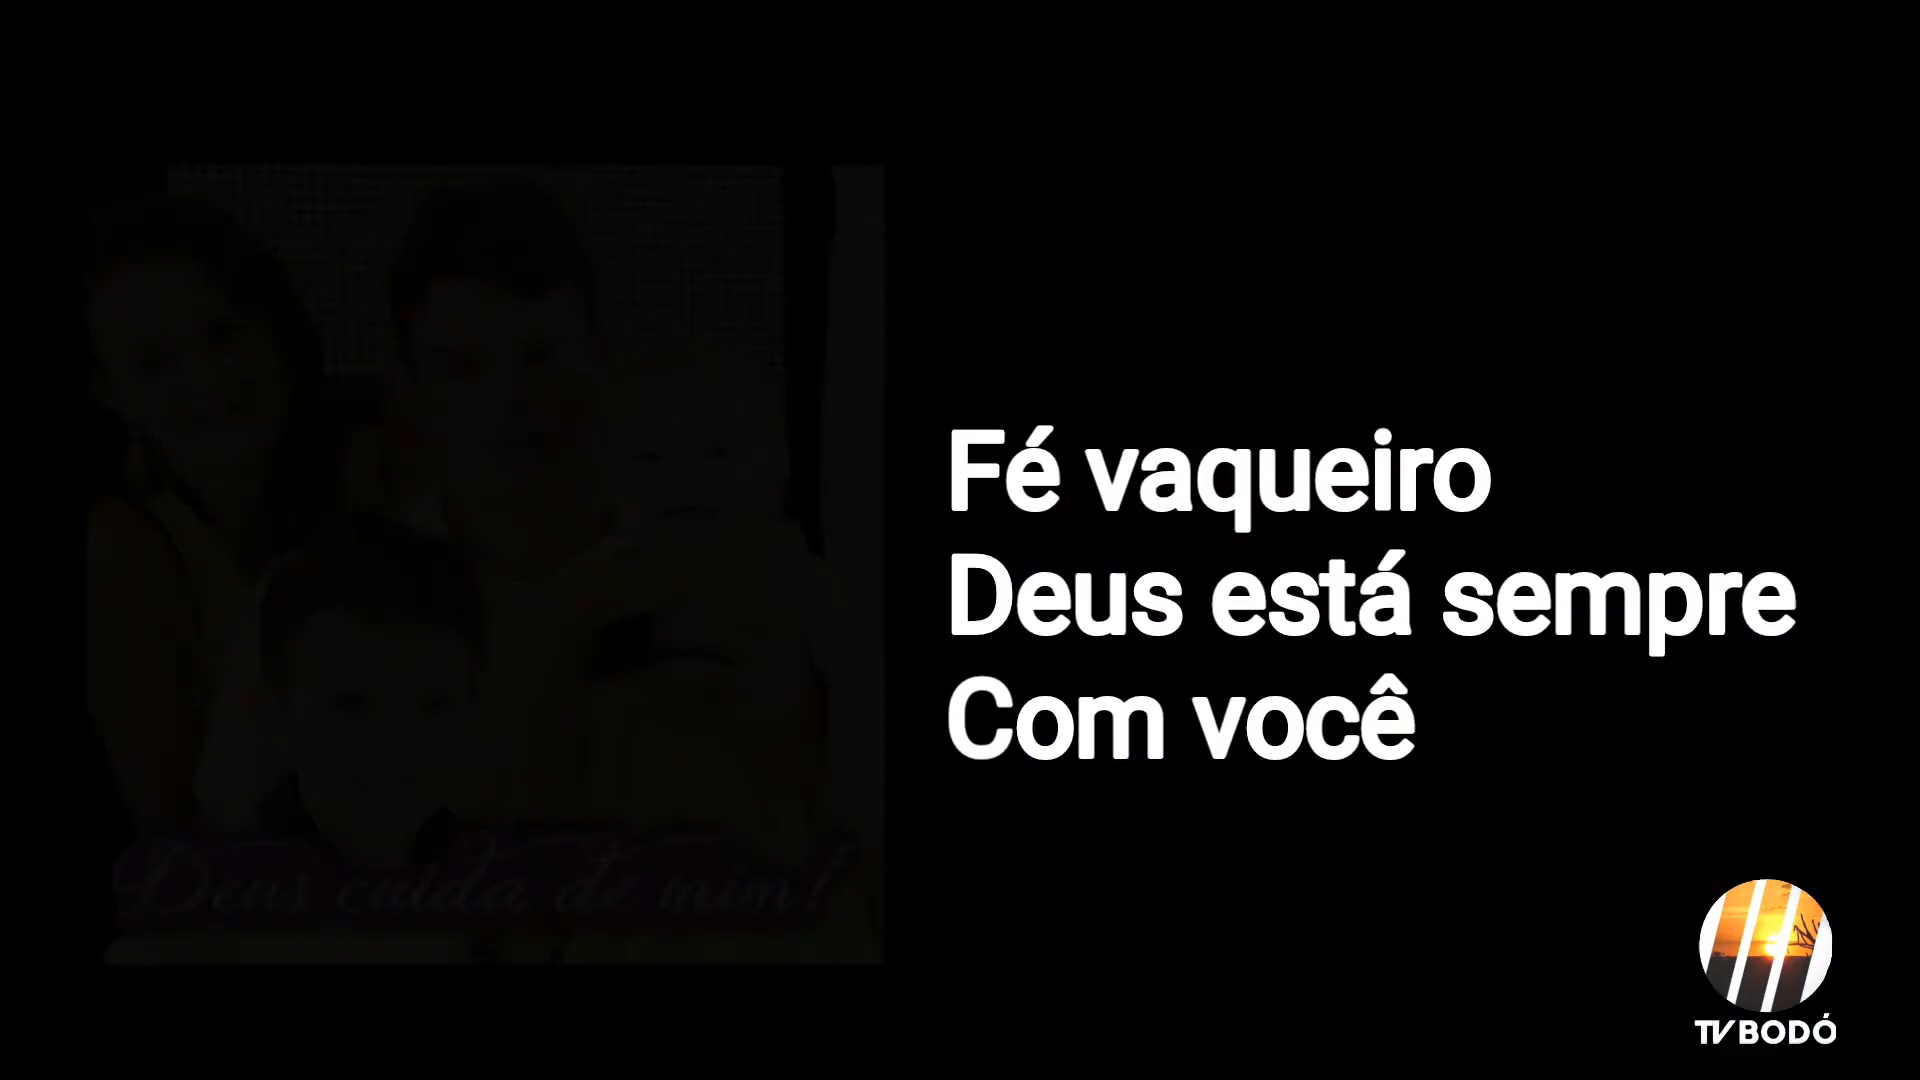 Fé vaqueiro
Deus está sempre
Com você
Deus cuida de mim!
TV BODÓ